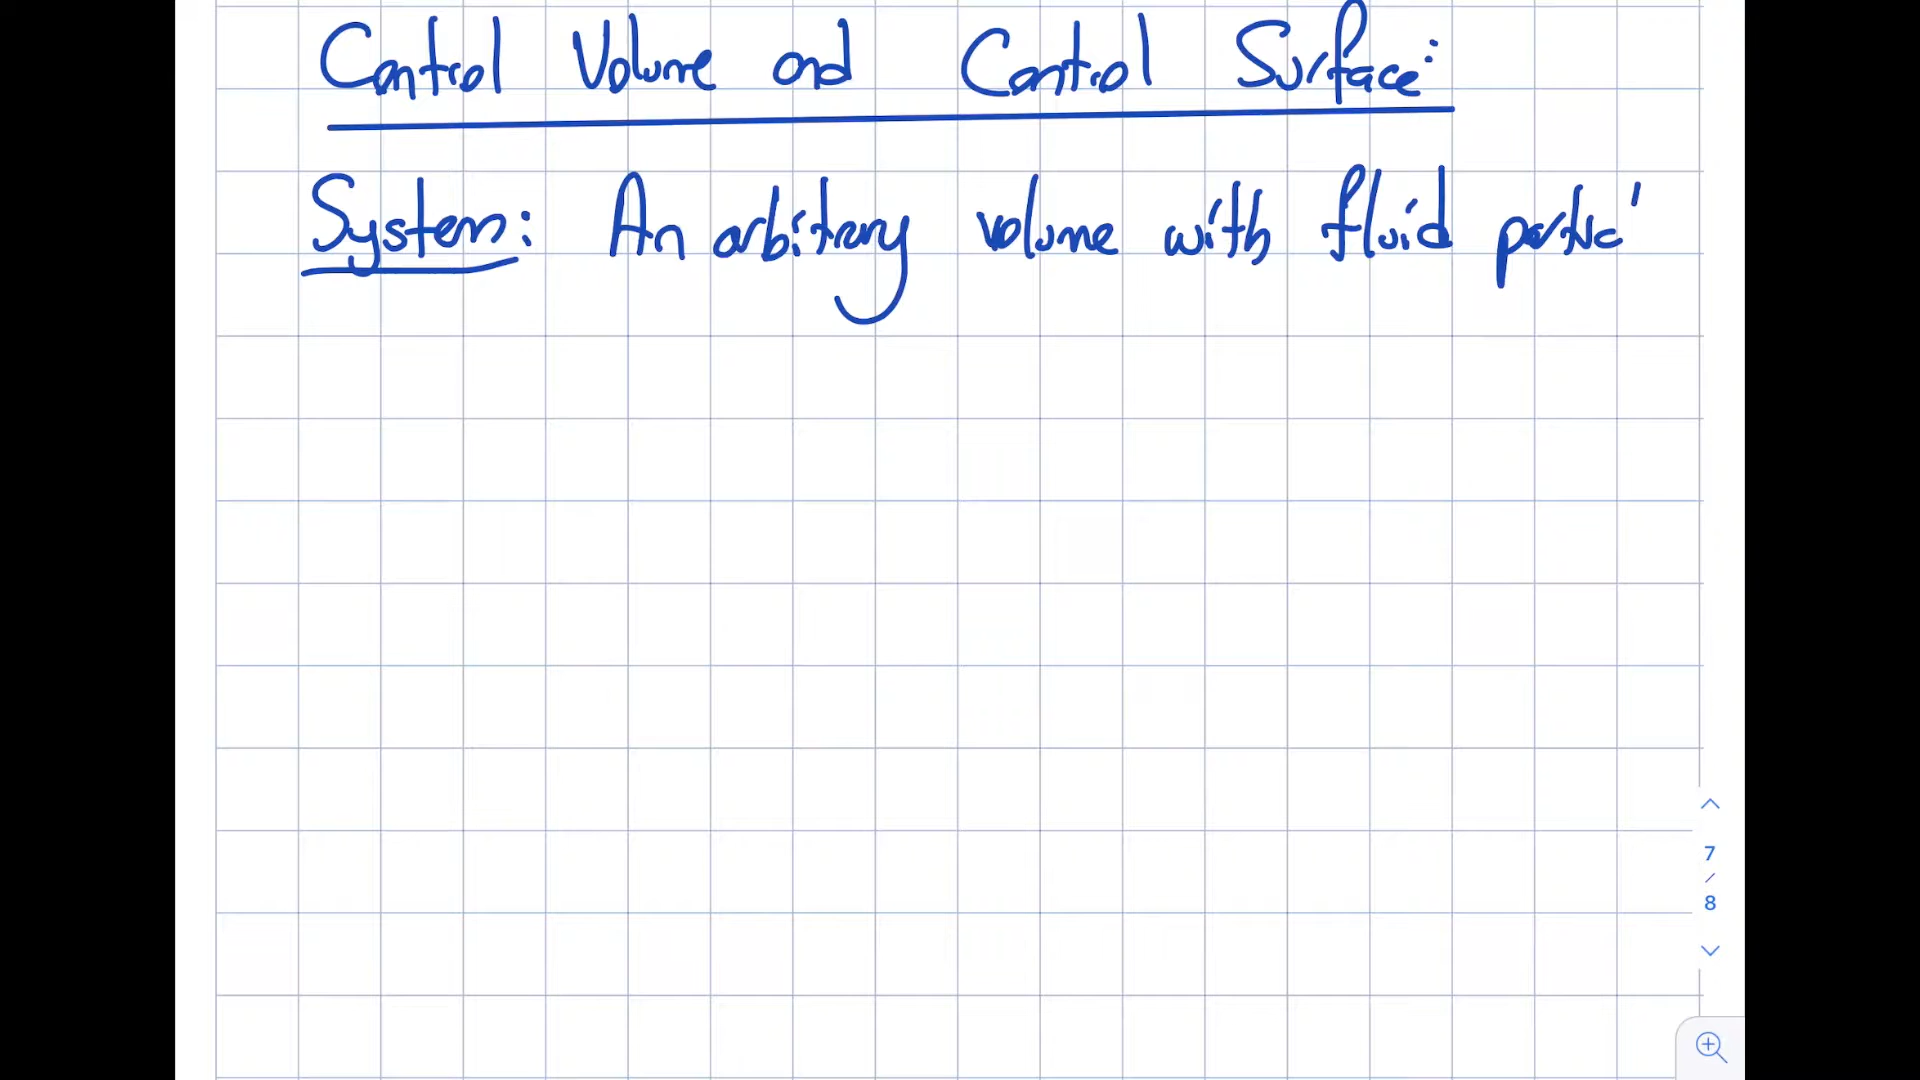 Control Volume and Control Surface:
System: An arbitrary volume with fluid partic'
7
/
8